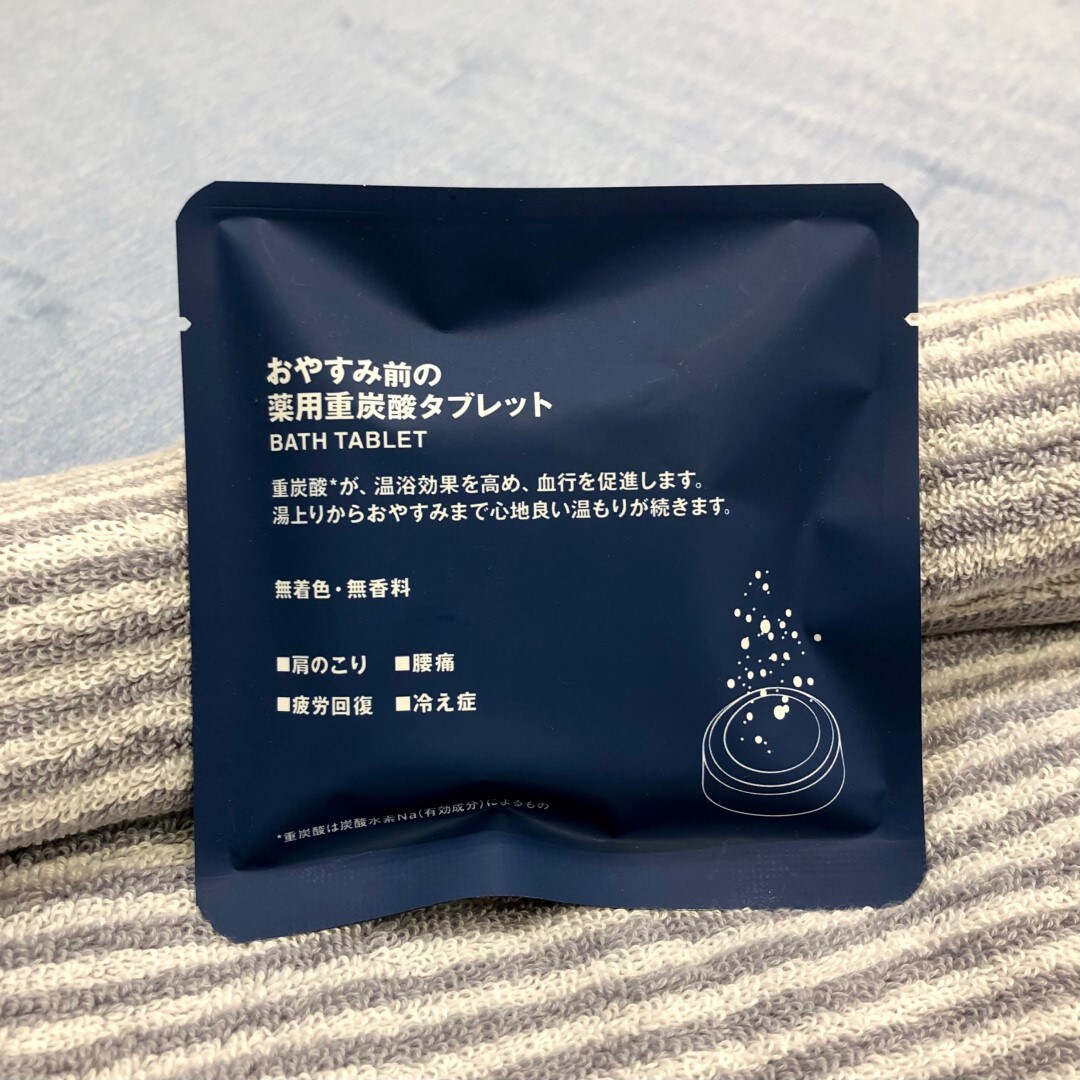 おやすみ前の
薬用重炭酸タブレット
BATH TABLET
重炭酸*が、温浴効果を高め、血行を促進します。
湯上りからおやすみまで心地良い温もりが続きます。
無着色・無香料
■肩のこり ■腰痛
■疲労回復 ■冷え症
*重炭酸は炭酸水素Na(有効成分)によるもの